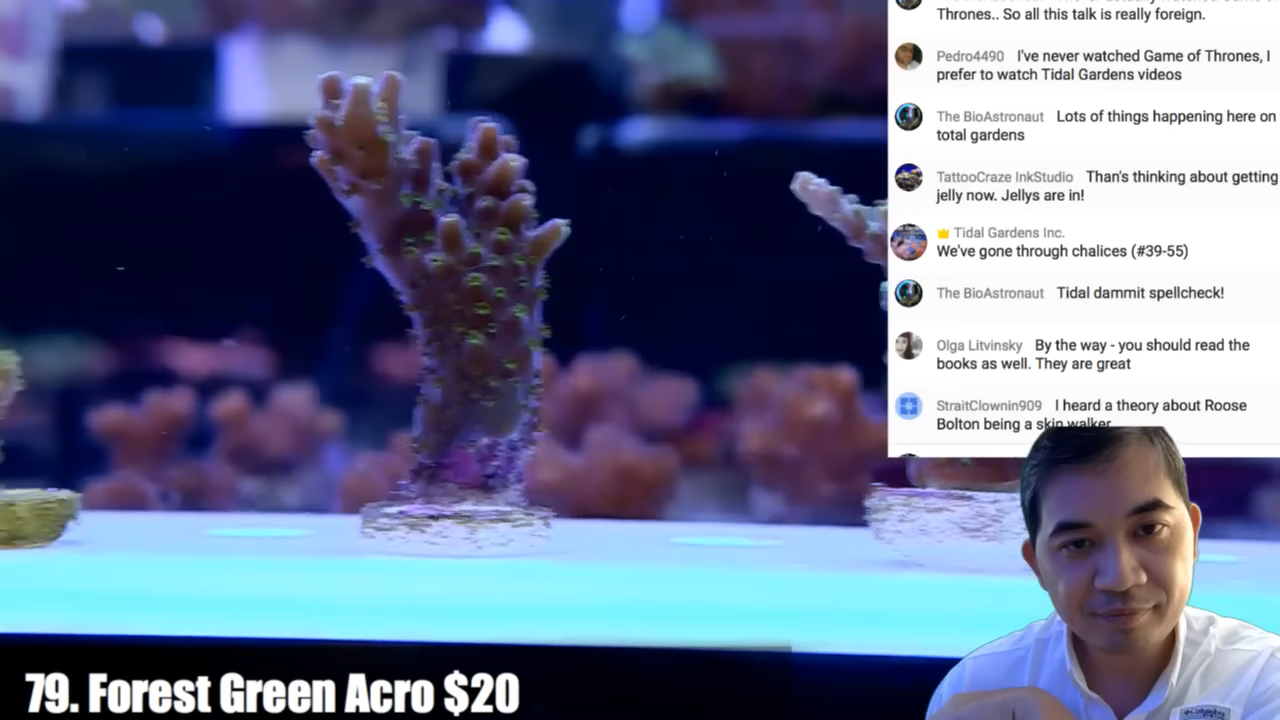 Thrones.. So all this talk is really foreign.
Pedro4490 I've never watched Game of Thrones, I
prefer to watch Tidal Gardens videos
The BioAstronaut Lots of things happening here on
total gardens
TattooCraze InkStudio Than's thinking about getting
jelly now. Jellys are in!
Tidal Gardens Inc.
We've gone through chalices (#39-55)
The BioAstronaut Tidal dammit spellcheck!
Olga Litvinsky By the way - you should read the
books as well. They are great
StraitClownin909 I heard a theory about Roose
Bolton being a skin walker
79. Forest Green Acro $20